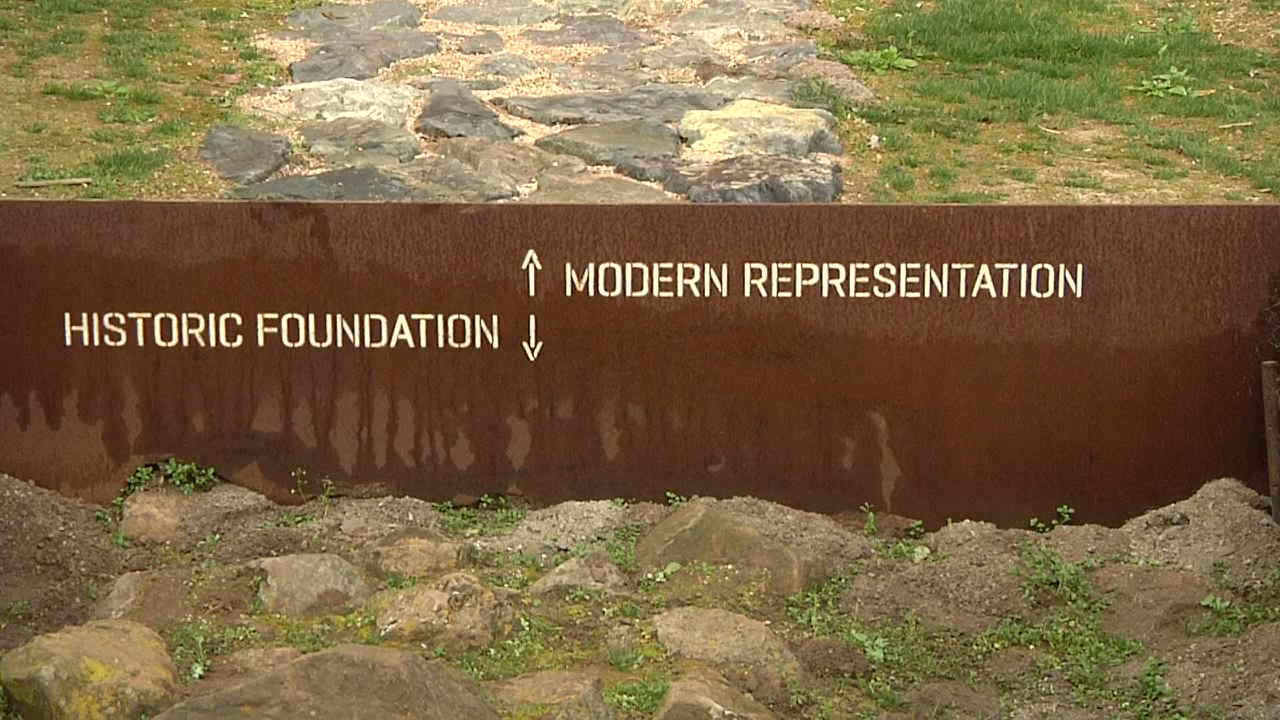 ↑ MODERN REPRESENTATION
HISTORIC FOUNDATION ↓